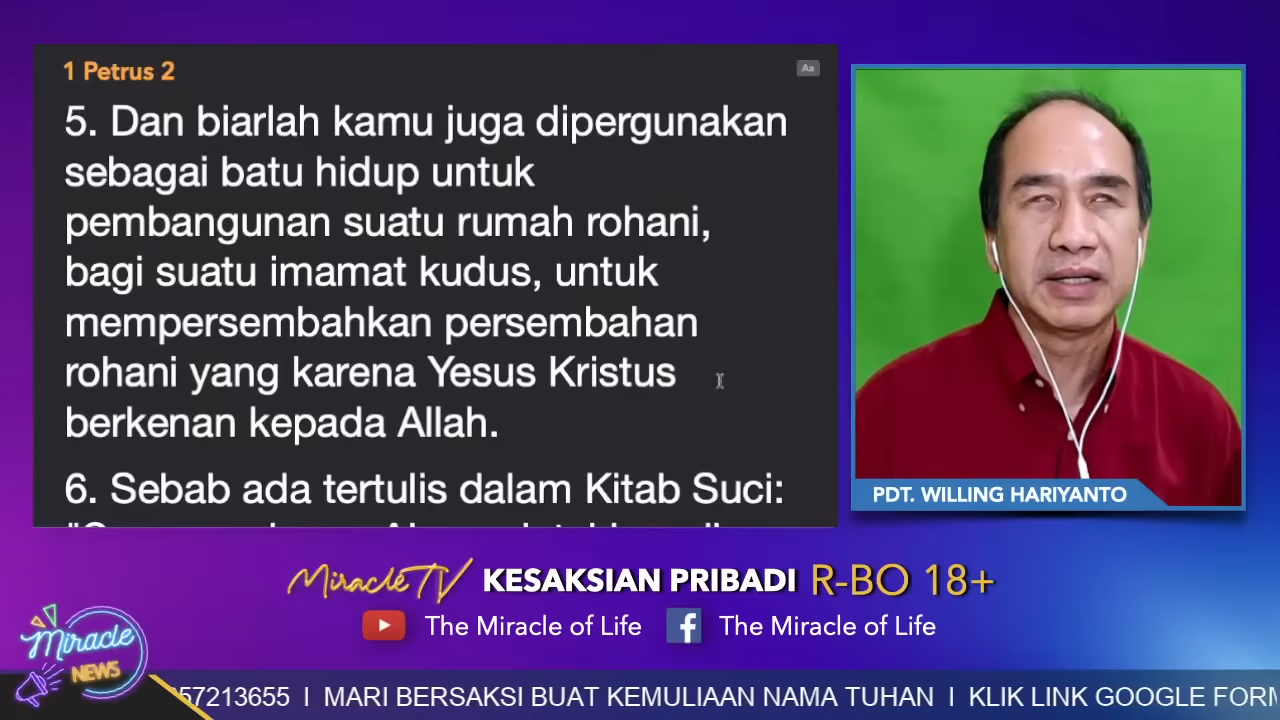 1 Petrus 2
Aa
5. Dan biarlah kamu juga dipergunakan
sebagai batu hidup untuk
pembangunan suatu rumah rohani,
bagi suatu imamat kudus, untuk
mempersembahkan persembahan
rohani yang karena Yesus Kristus
berkenan kepada Allah.
6. Sebab ada tertulis dalam Kitab Suci:
PDT. WILLING HARIYANTO
Miracle TV KESAKSIAN PRIBADI R-BO 18+
The Miracle of Life The Miracle of Life
Miracle
NEWS
57213655 I MARI BERSAKSI BUAT KEMULIAAN NAMA TUHAN I KLIK LINK GOOGLE FORM